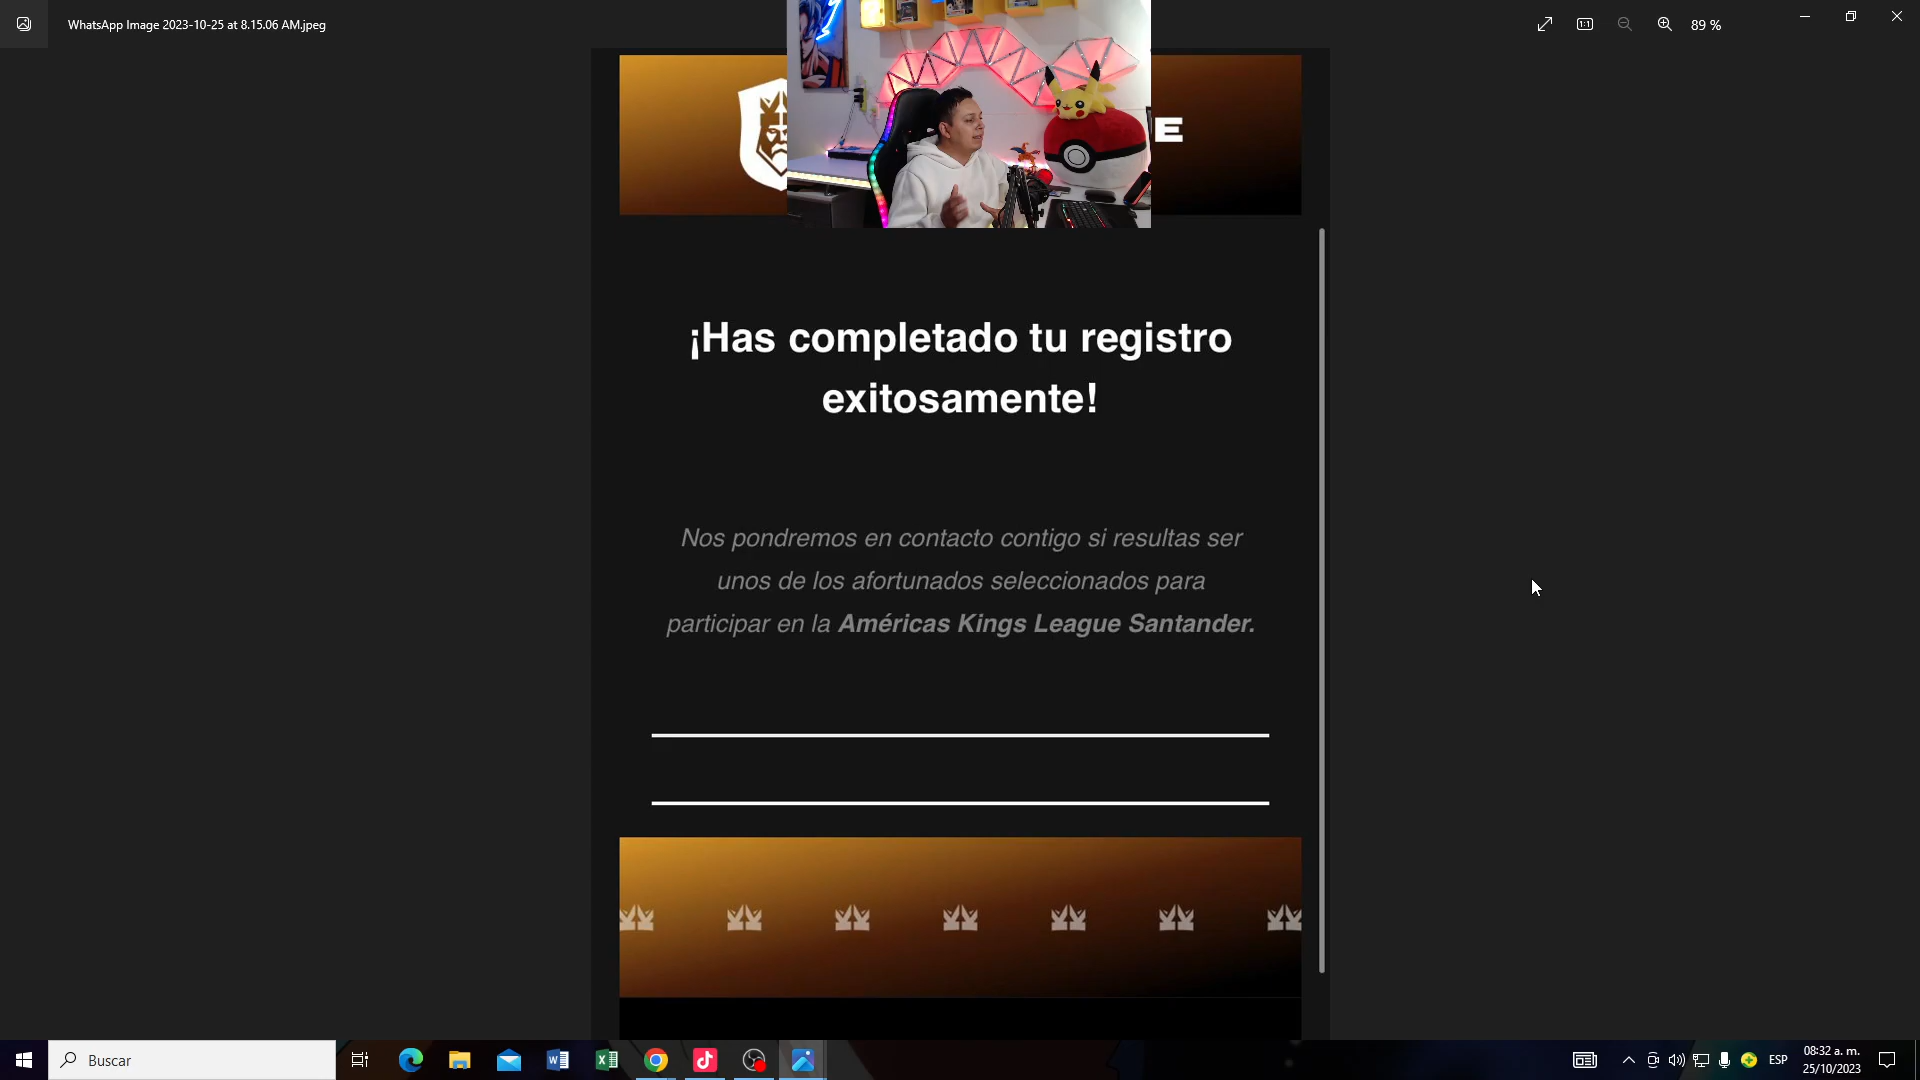 WhatsApp Image 2023-10-25 at 8.15.06 AM.jpeg
89 %
E
¡Has completado tu registro
exitosamente!
Nos pondremos en contacto contigo si resultas ser
unos de los afortunados seleccionados para
participar en la Américas Kings League Santander.
Buscar
ESP
08:32 a. m.
25/10/2023